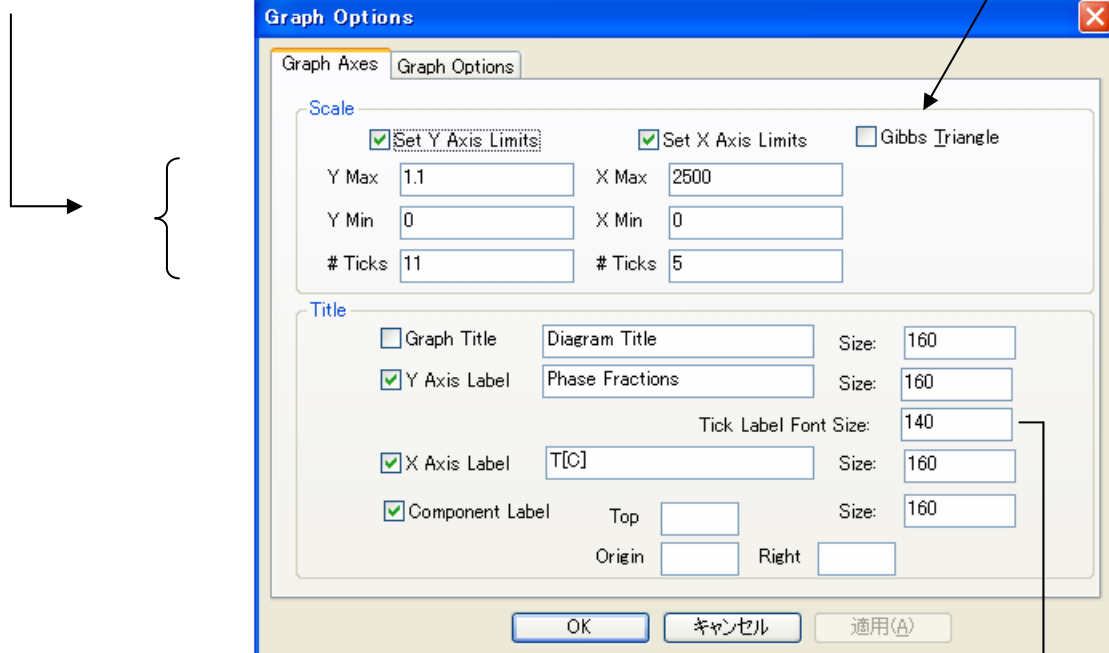 Graph Options
Graph Axes Graph Options
Scale
Set Y Axis Limits Set X Axis Limits Gibbs Triangle
Y Max 1.1 X Max 2500
Y Min 0 X Min 0
# Ticks 11 # Ticks 5
Title
Graph Title Diagram Title Size: 160
Y Axis Label Phase Fractions Size: 160
Tick Label Font Size: 140
X Axis Label T[C] Size: 160
Component Label Top Size: 160
Origin Right
OK キャンセル 適用(A)